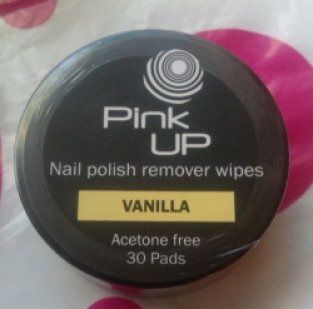 Pink
UP
Nail polish remover wipes
VANILLA
Acetone free
30 Pads